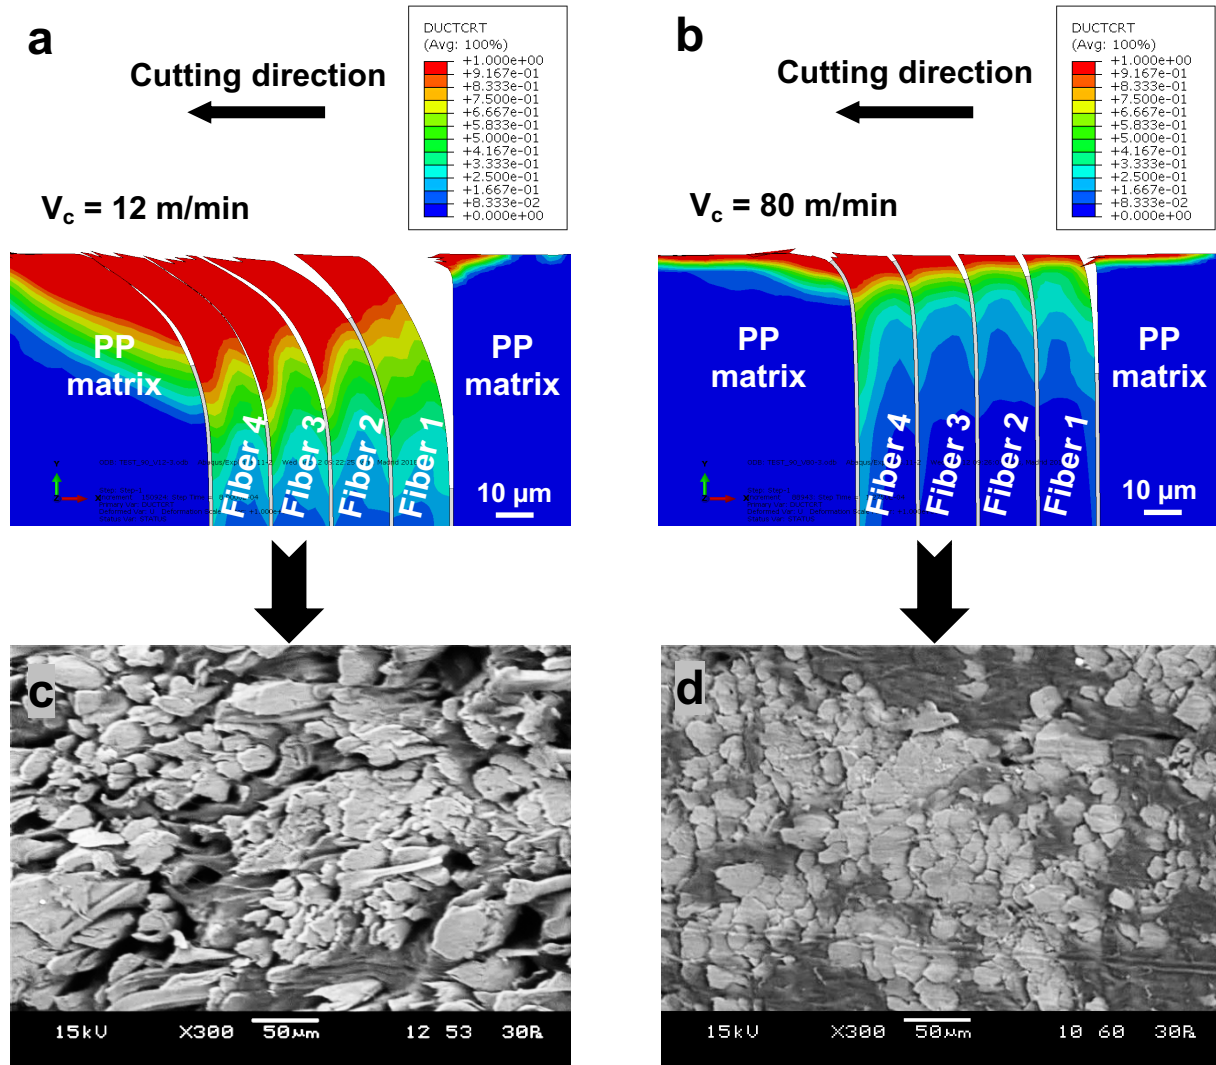 a
Cutting direction
V_c = 12 m/min
DUCTCRT
(Avg: 100%)
+1.000e+00
+9.167e-01
+8.333e-01
+7.500e-01
+6.667e-01
+5.833e-01
+5.000e-01
+4.167e-01
+3.333e-01
+2.500e-01
+1.667e-01
+8.333e-02
+0.000e+00
PP
matrix
PP
matrix
Fiber 4
Fiber 3
Fiber 2
Fiber 1
Y
Z
X
10 µm
b
Cutting direction
V_c = 80 m/min
DUCTCRT
(Avg: 100%)
+1.000e+00
+9.167e-01
+8.333e-01
+7.500e-01
+6.667e-01
+5.833e-01
+5.000e-01
+4.167e-01
+3.333e-01
+2.500e-01
+1.667e-01
+8.333e-02
+0.000e+00
PP
matrix
PP
matrix
Fiber 4
Fiber 3
Fiber 2
Fiber 1
Y
Z
X
10 µm
c
15kV X300 50µm 12 53
d
15kV X300 50µm 10 60